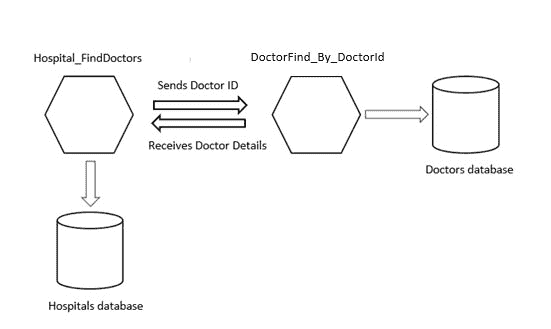 Hospital_FindDoctors
DoctorFind_By_DoctorId
Sends Doctor ID
Receives Doctor Details
Doctors database
Hospitals database